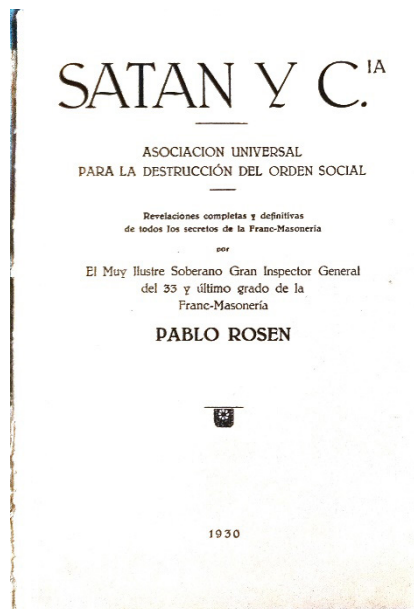 SATAN Y C.IA
ASOCIACION UNIVERSAL
PARA LA DESTRUCCIÓN DEL ORDEN SOCIAL
Revelaciones completas y definitivas
de todos los secretos de la Franc-Masonería
por
El Muy Ilustre Soberano Gran Inspector General
del 33 y último grado de la
Franc-Masonería
PABLO ROSEN
1930